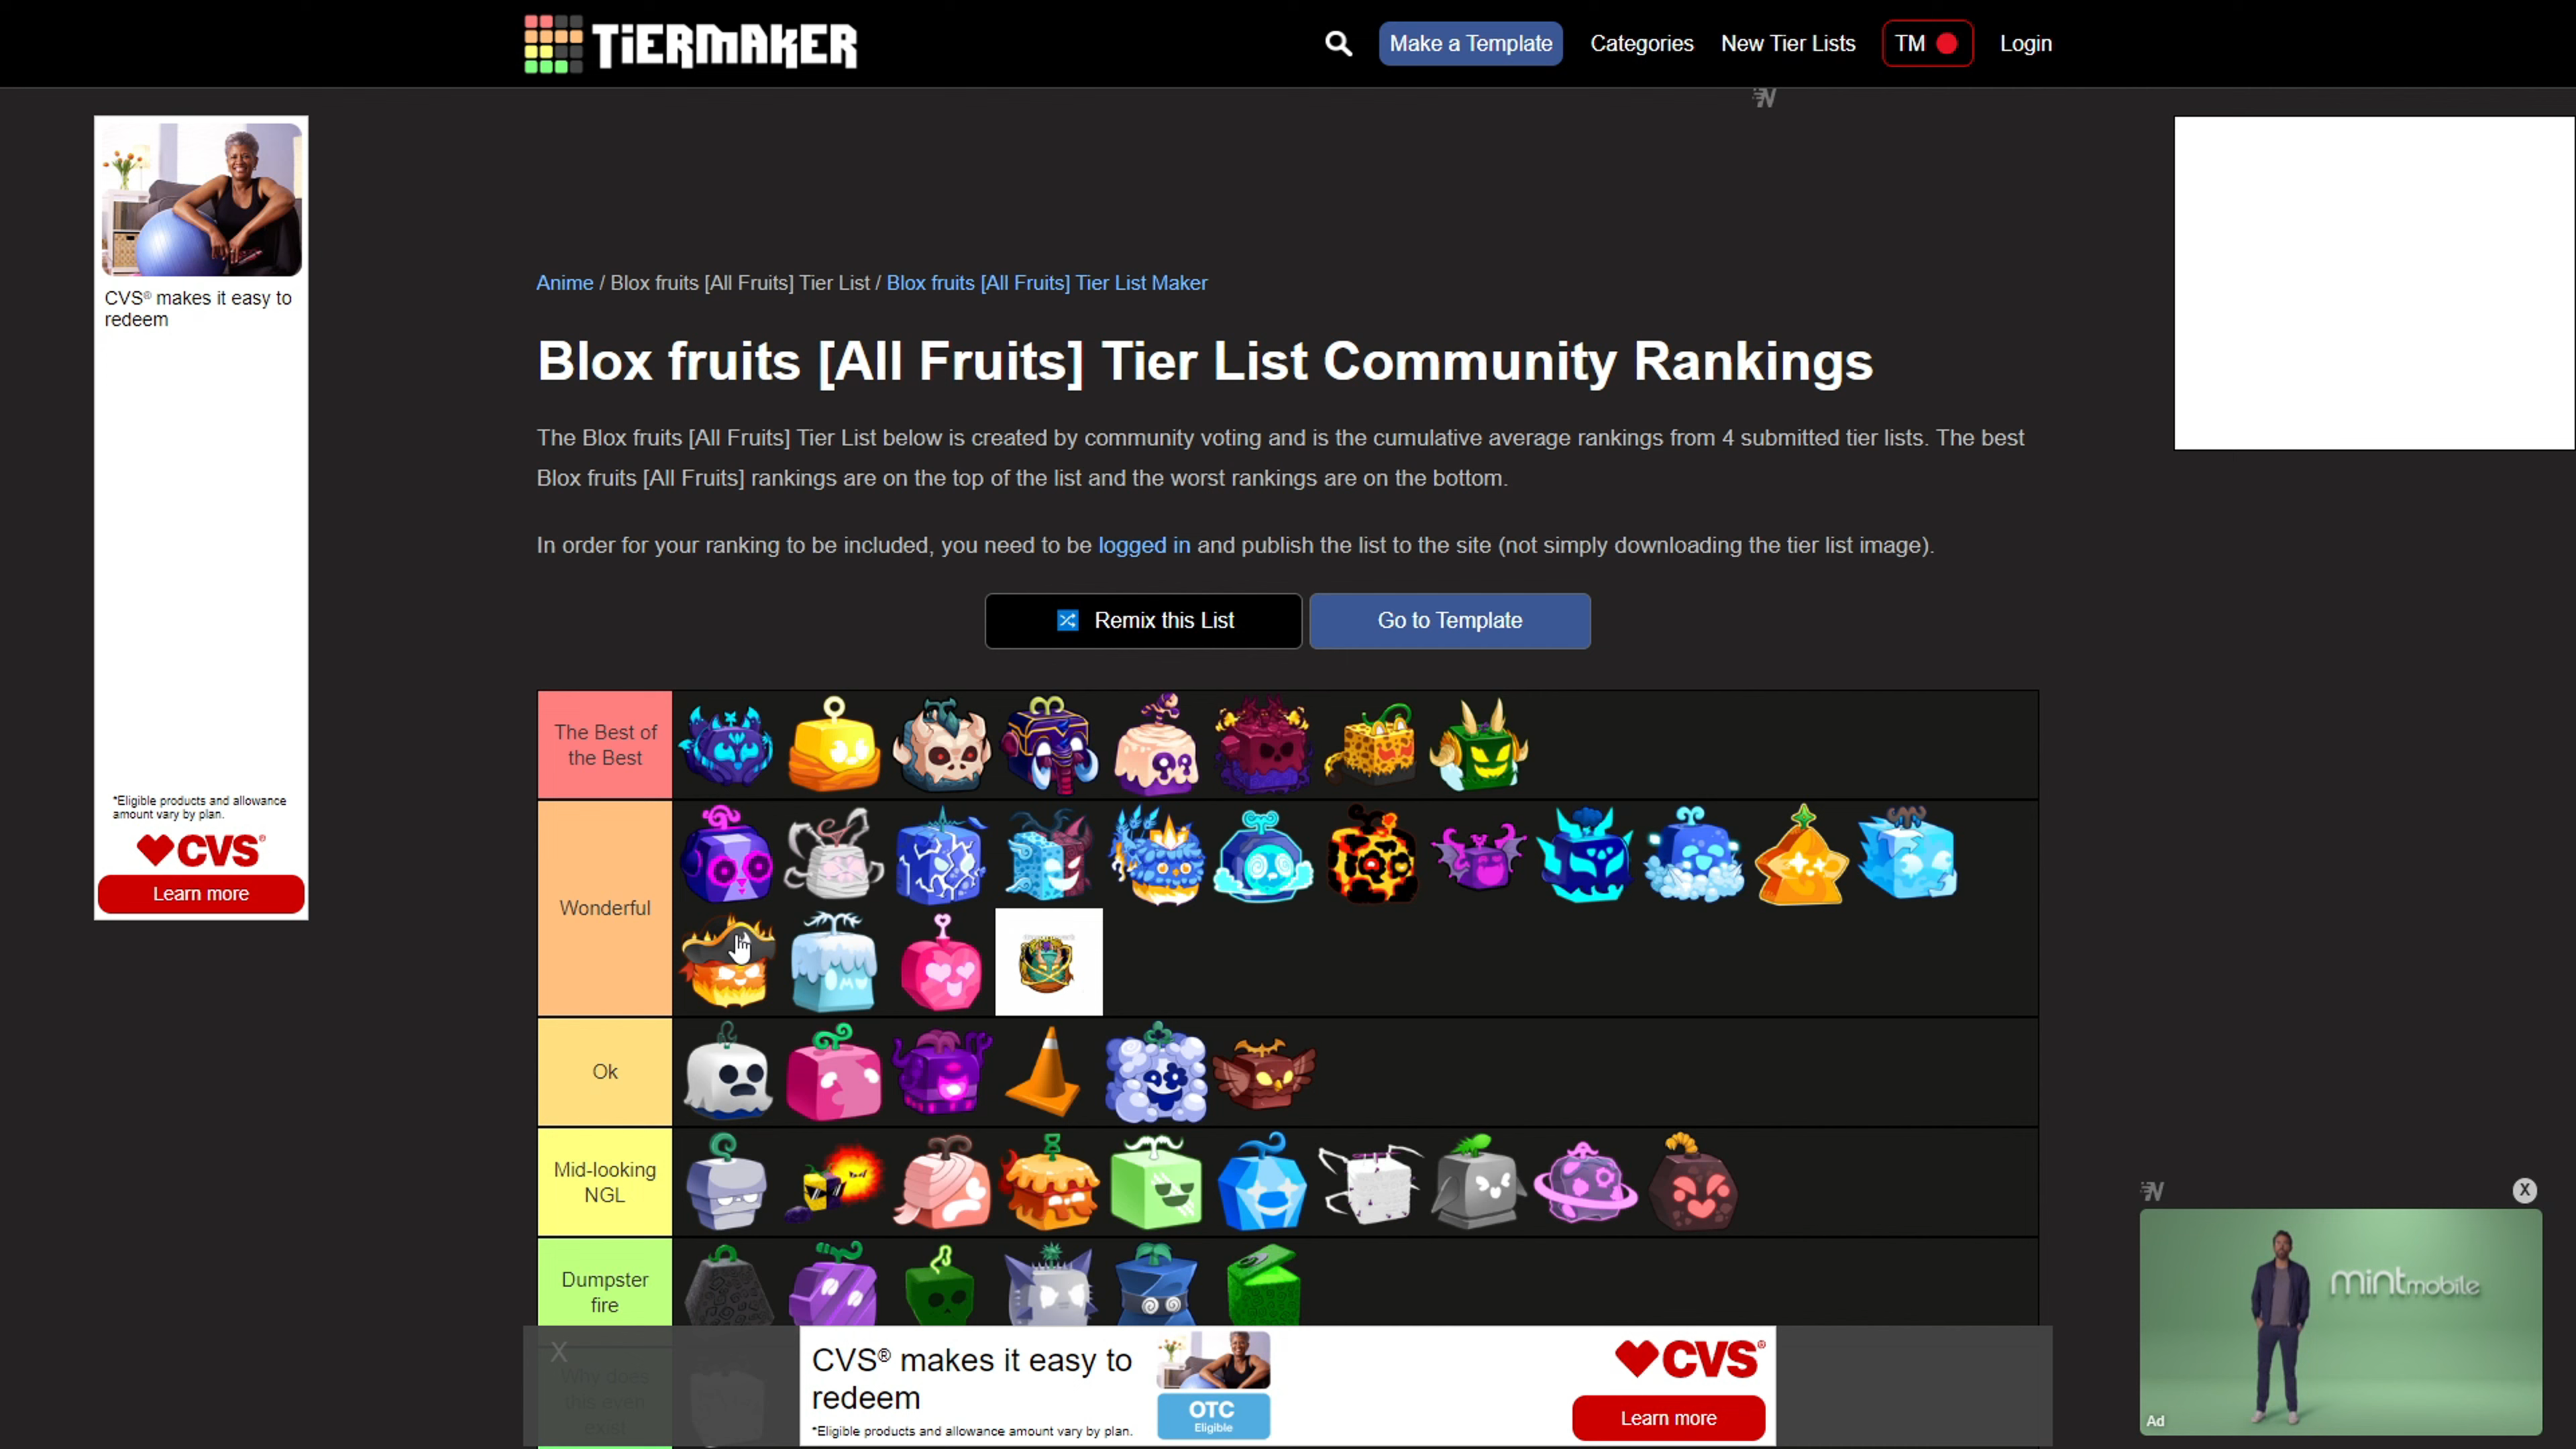 TiERMAKER
Make a Template
Categories
New Tier Lists
TM
Login
CVS® makes it easy to
redeem
*Eligible products and allowance
amount vary by plan.
CVS®
Learn more
Anime / Blox fruits [All Fruits] Tier List / Blox fruits [All Fruits] Tier List Maker
Blox fruits [All Fruits] Tier List Community Rankings
The Blox fruits [All Fruits] Tier List below is created by community voting and is the cumulative average rankings from 4 submitted tier lists. The best
Blox fruits [All Fruits] rankings are on the top of the list and the worst rankings are on the bottom.
In order for your ranking to be included, you need to be logged in and publish the list to the site (not simply downloading the tier list image).
Remix this List
Go to Template
The Best of
the Best
Wonderful
Ok
Mid-looking
NGL
Dumpster
fire
Why does
this even
exist
X
CVS® makes it easy to
redeem
*Eligible products and allowance amount vary by plan.
OTC
Eligible
CVS®
Learn more
X
mintmobile
Ad